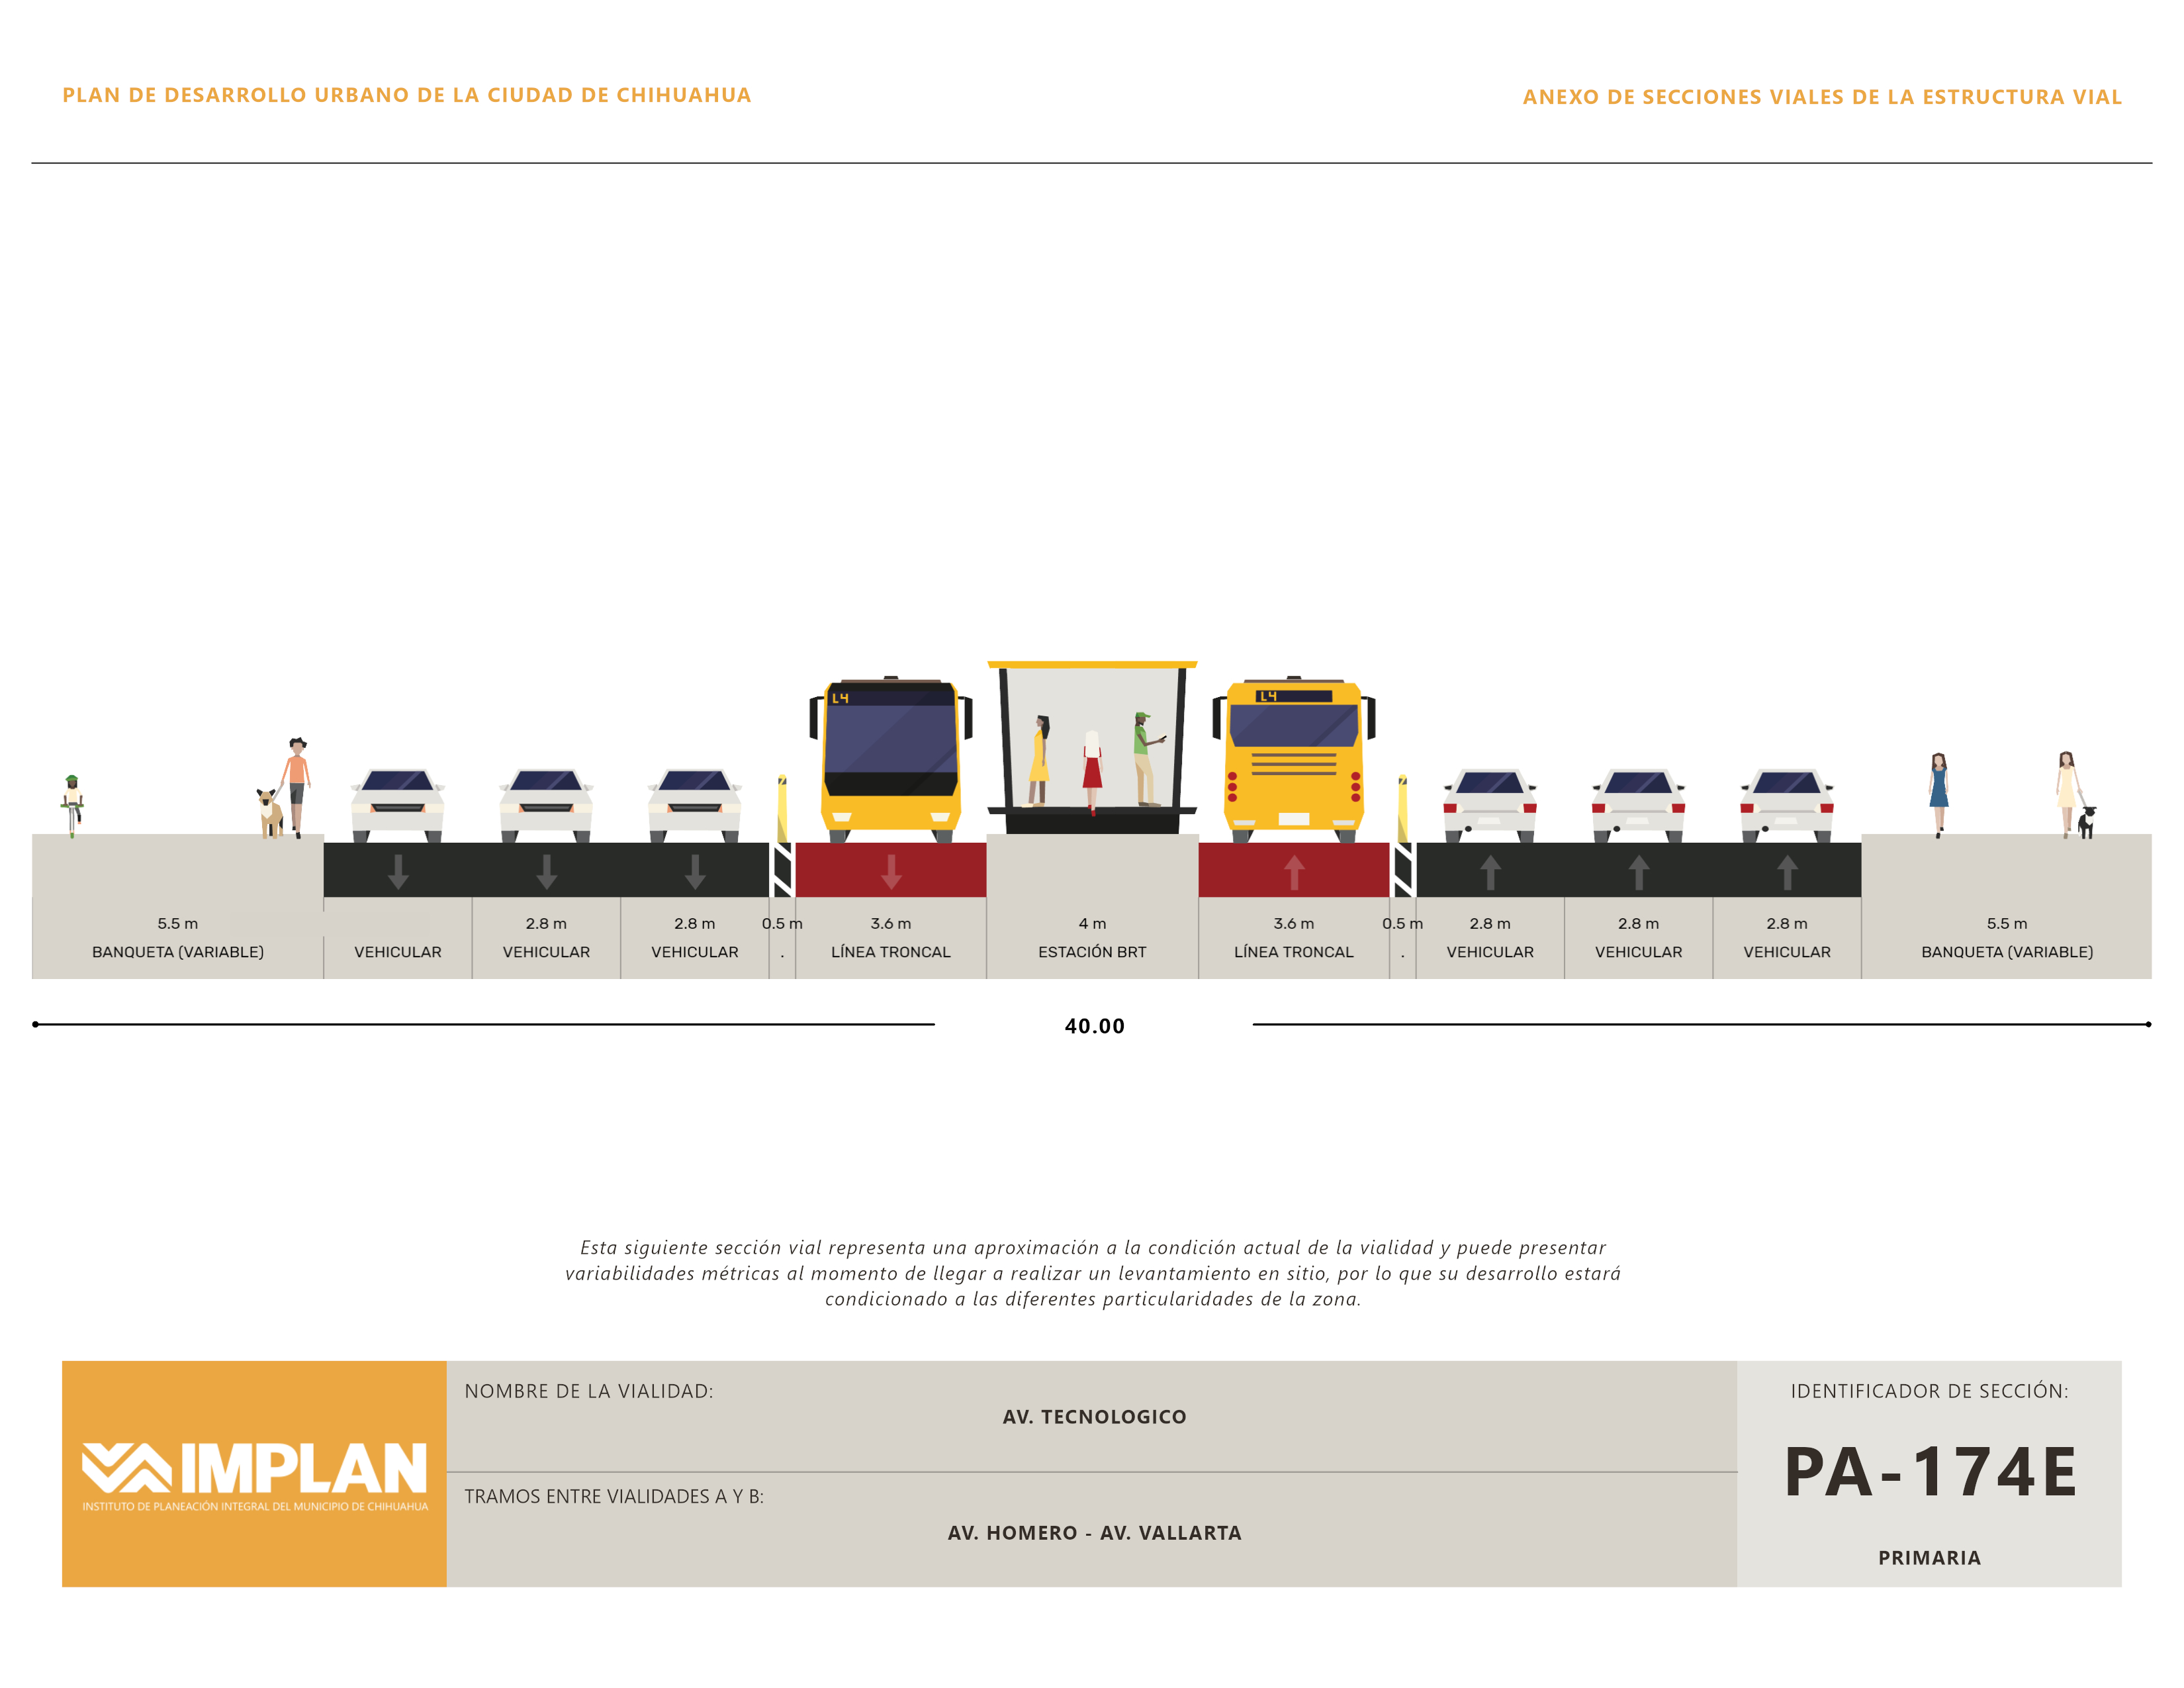 PLAN DE DESARROLLO URBANO DE LA CIUDAD DE CHIHUAHUA
ANEXO DE SECCIONES VIALES DE LA ESTRUCTURA VIAL
L4
L4
5.5 m
BANQUETA (VARIABLE)
VEHICULAR
2.8 m
VEHICULAR
2.8 m
VEHICULAR
0.5 m
.
3.6 m
LÍNEA TRONCAL
4 m
ESTACIÓN BRT
3.6 m
LÍNEA TRONCAL
0.5 m
.
2.8 m
VEHICULAR
2.8 m
VEHICULAR
2.8 m
VEHICULAR
5.5 m
BANQUETA (VARIABLE)
40.00
Esta siguiente sección vial representa una aproximación a la condición actual de la vialidad y puede presentar
variabilidades métricas al momento de llegar a realizar un levantamiento en sitio, por lo que su desarrollo estará
condicionado a las diferentes particularidades de la zona.
IMPLAN
INSTITUTO DE PLANEACIÓN INTEGRAL DEL MUNICIPIO DE CHIHUAHUA
NOMBRE DE LA VIALIDAD:
AV. TECNOLOGICO
TRAMOS ENTRE VIALIDADES A Y B:
AV. HOMERO - AV. VALLARTA
IDENTIFICADOR DE SECCIÓN:
PA-174E
PRIMARIA